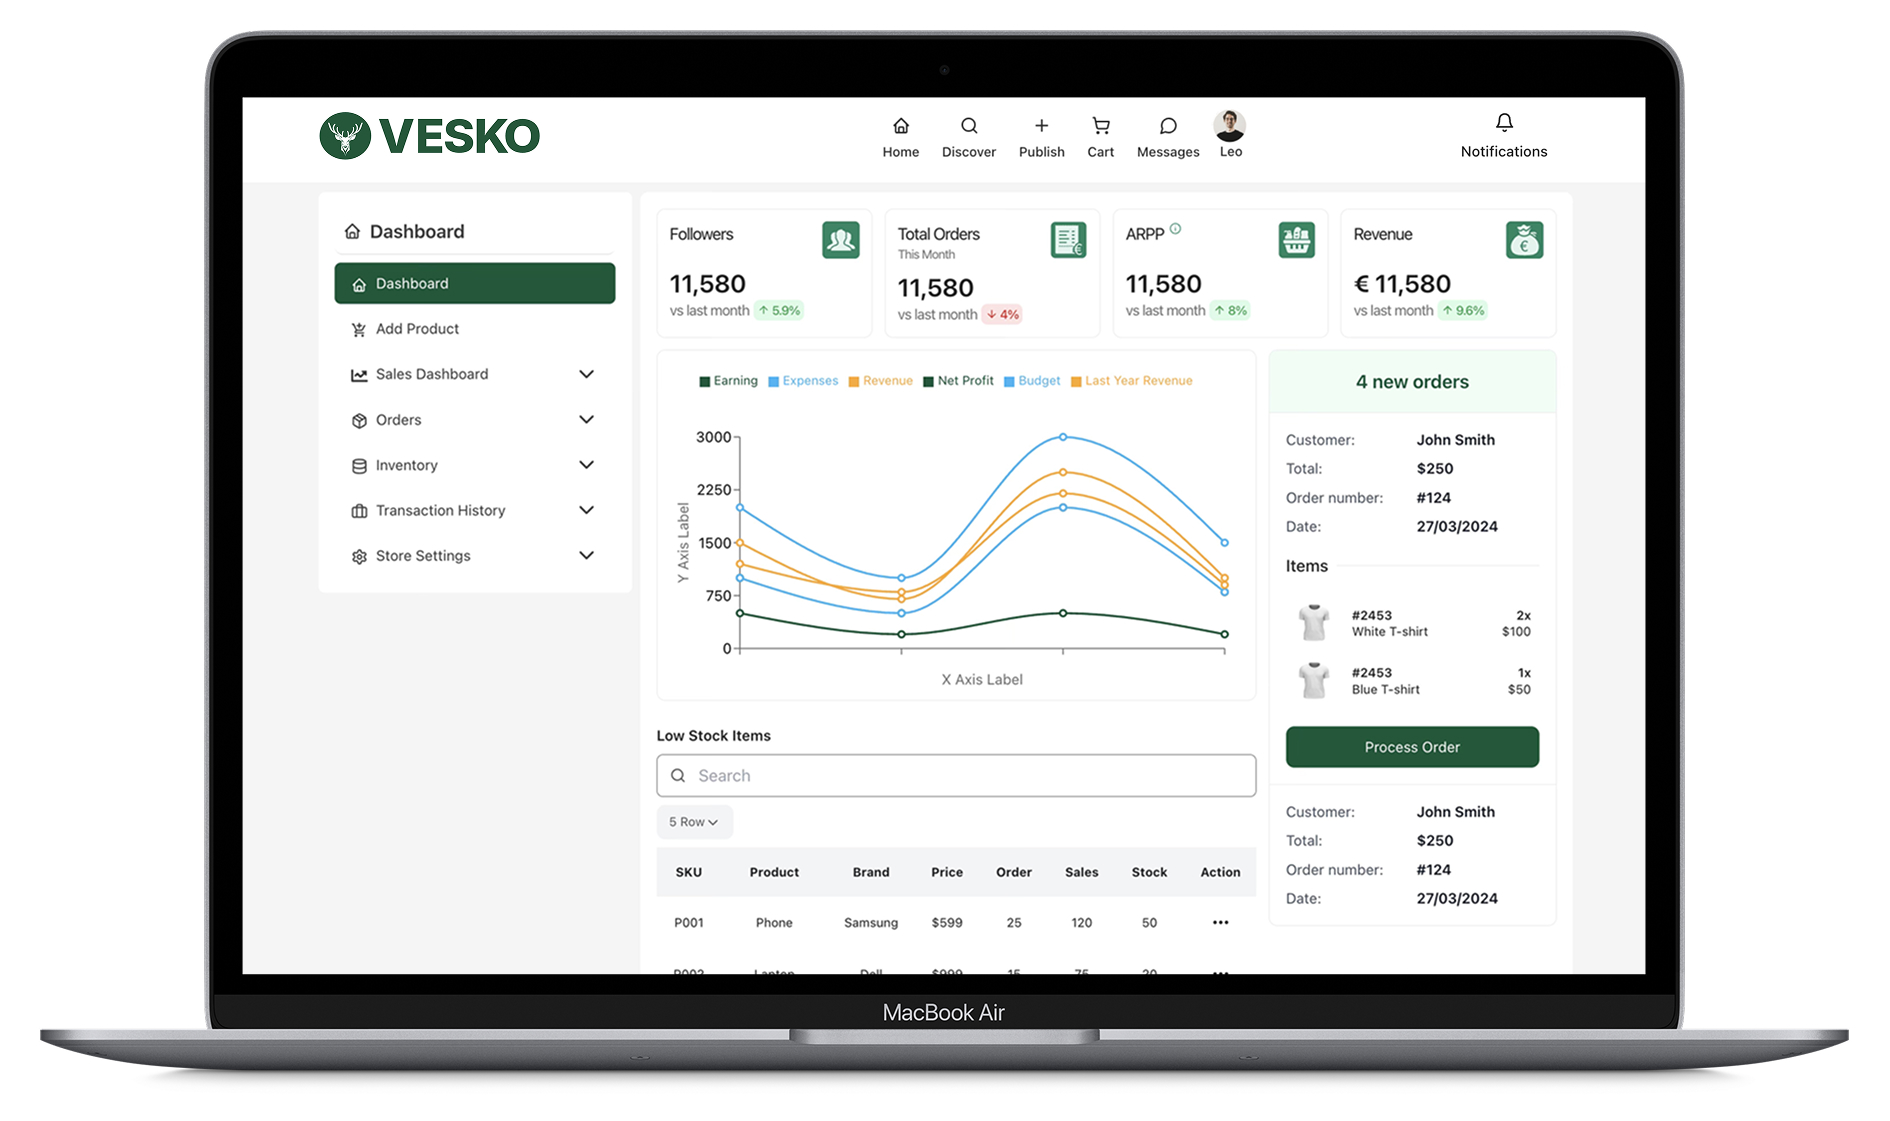 VESKO
Home Discover Publish Cart Messages Leo
Notifications
Dashboard
Dashboard
Add Product
Sales Dashboard
Orders
Inventory
Transaction History
Store Settings
Followers
11,580
vs last month ↑ 5.9%
Total Orders
This Month
11,580
vs last month ↓ 4%
ARPP
11,580
vs last month ↑ 8%
Revenue
€ 11,580
vs last month ↑ 9.6%
Earning Expenses Revenue Net Profit Budget Last Year Revenue
3000
2250
1500
750
0
Y Axis Label
X Axis Label
Low Stock Items
Search
5 Row
SKU Product Brand Price Order Sales Stock Action
P001 Phone Samsung $599 25 120 50 •••
P002 Laptop Dell $999 15 75 20 •••
4 new orders
Customer: John Smith
Total: $250
Order number: #124
Date: 27/03/2024
Items
#2453 2x
White T-shirt $100
#2453 1x
Blue T-shirt $50
Process Order
Customer: John Smith
Total: $250
Order number: #124
Date: 27/03/2024
MacBook Air